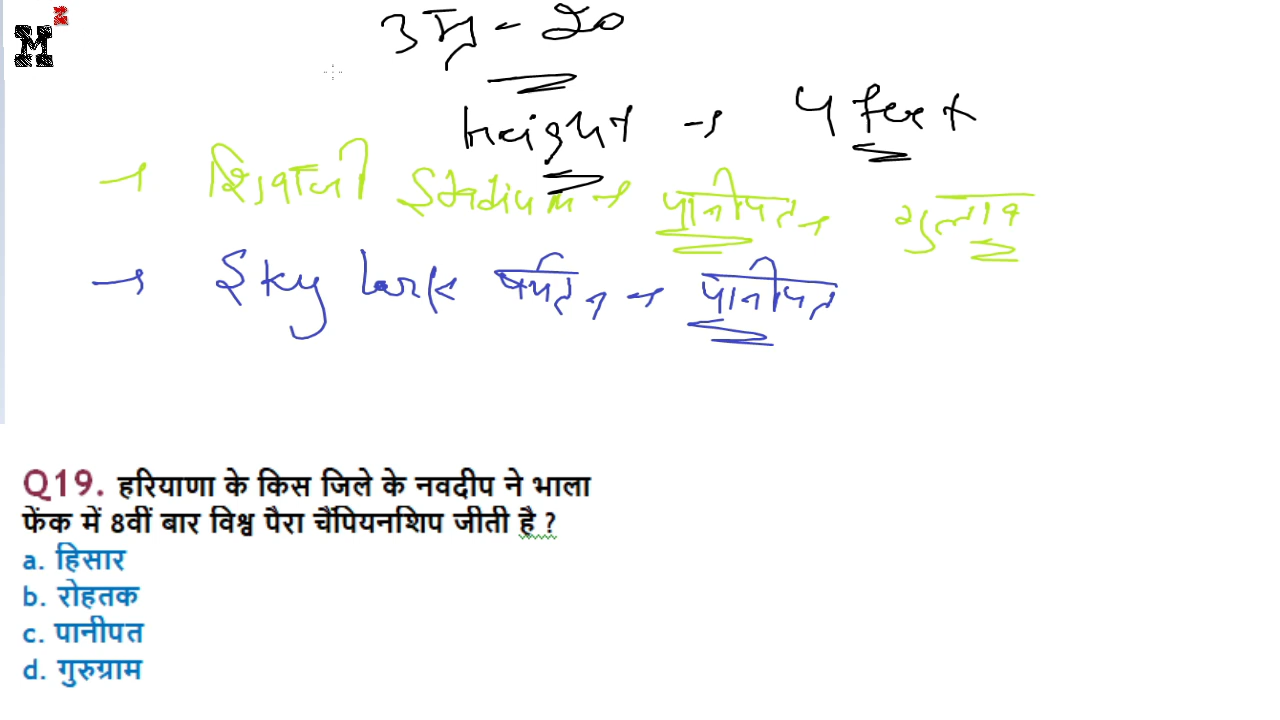 M²
उम्र - 20
height → 4 feet
→ शिवाजी Stadium → पानीपत → गुलाब
→ Sky lark पर्यटन → पानीपत
Q19. हरियाणा के किस जिले के नवदीप ने भाला
फेंक में 8वीं बार विश्व पैरा चैंपियनशिप जीती है ?
a. हिसार
b. रोहतक
c. पानीपत
d. गुरुग्राम